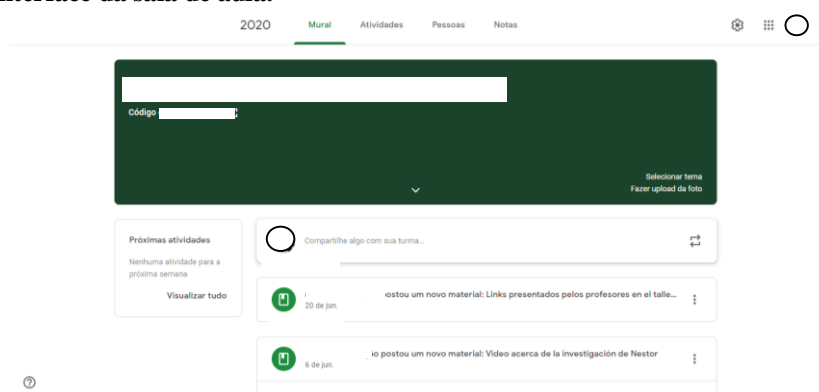 2020 Mural Atividades Pessoas Notas
Código
Selecionar tema
Fazer upload da foto
Próximas atividades
Nenhuma atividade para a
próxima semana
Visualizar tudo
Compartilhe algo com sua turma...
postou um novo material: Links presentados pelos profesores en el talle...
20 de jun.
postou um novo material: Video acerca de la investigación de Nestor
6 de jun.